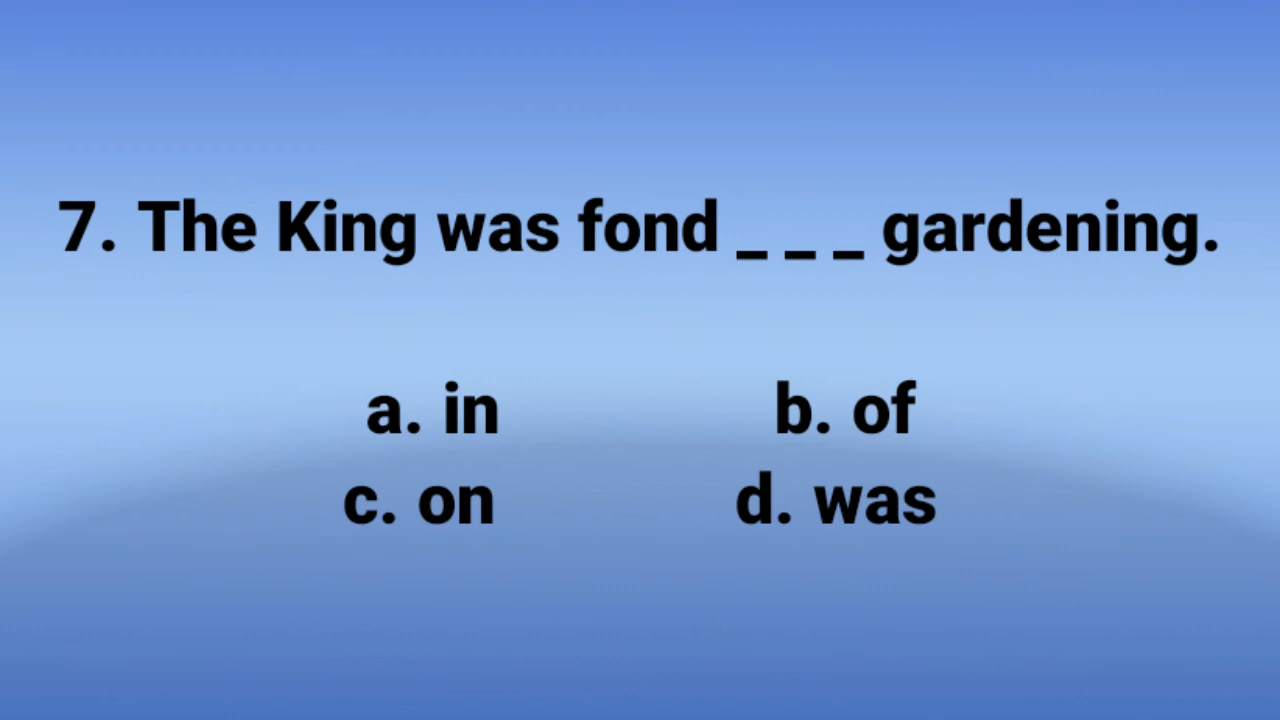 7. The King was fond _ _ _ gardening.
a. in b. of
c. on d. was